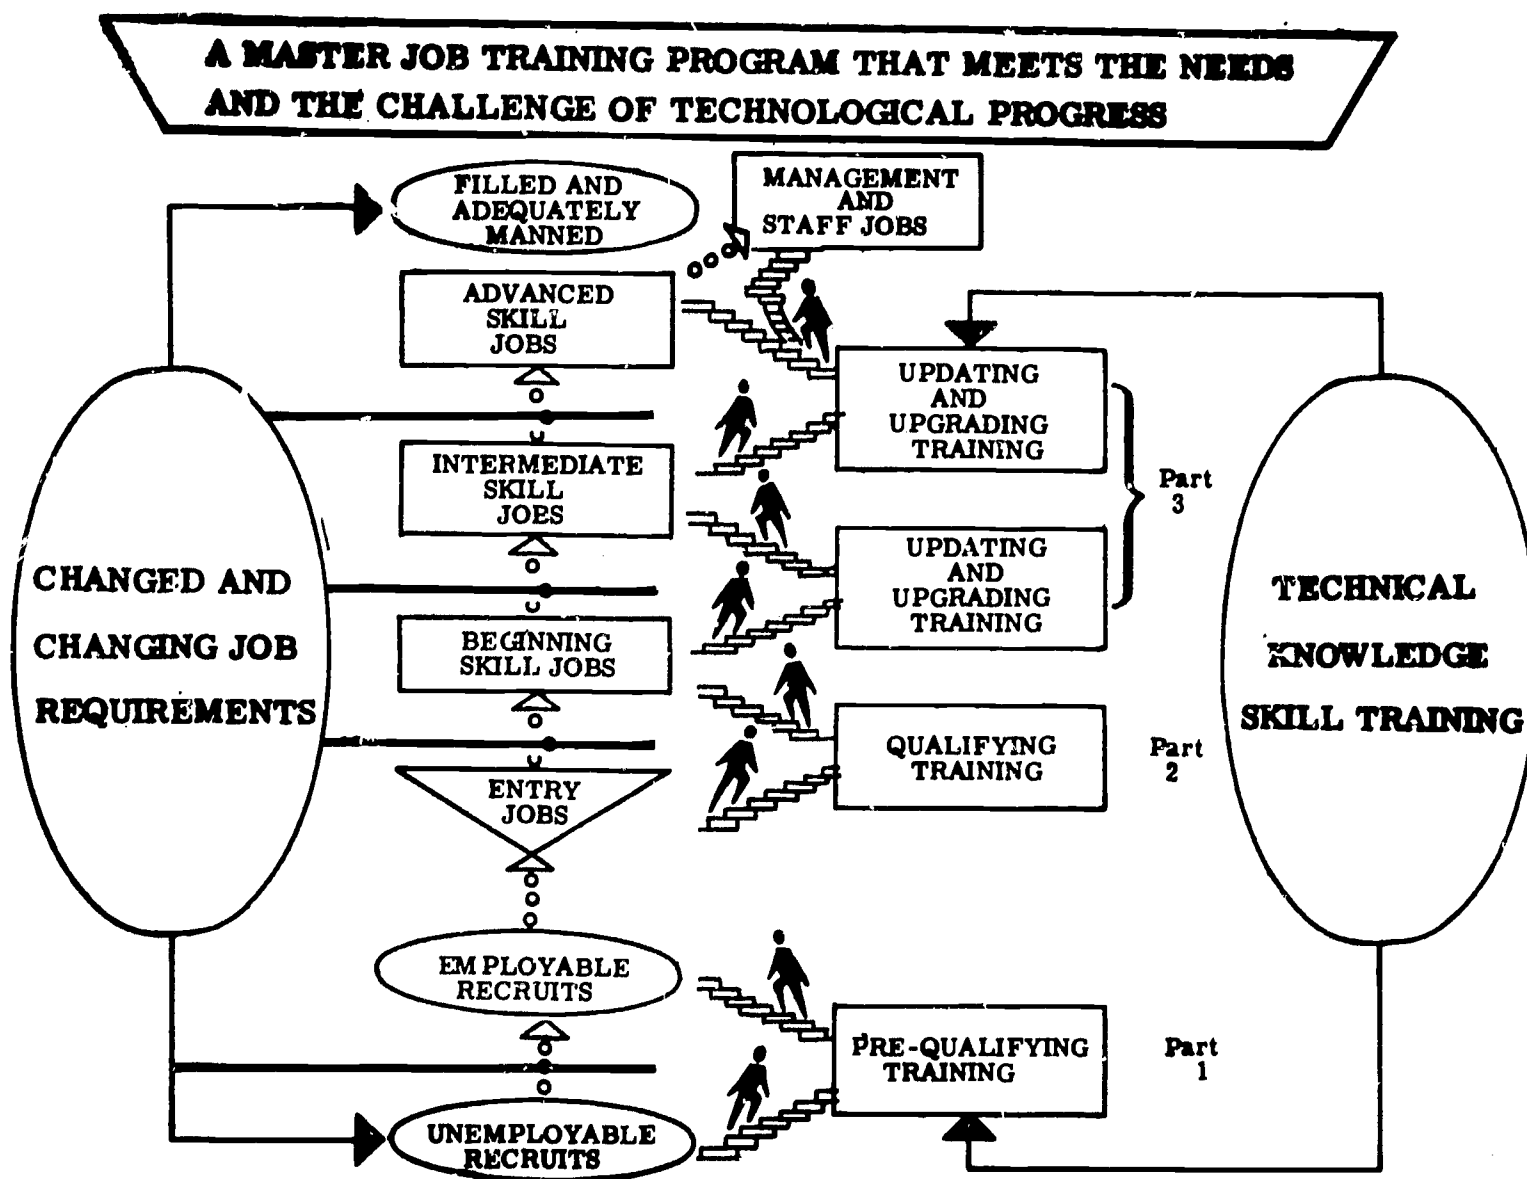 A MASTER JOB TRAINING PROGRAM THAT MEETS THE NEEDS
AND THE CHALLENGE OF TECHNOLOGICAL PROGRESS
FILLED AND
ADEQUATELY
MANNED
MANAGEMENT
AND
STAFF JOBS
ADVANCED
SKILL
JOBS
UPDATING
AND
UPGRADING
TRAINING
INTERMEDIATE
SKILL
JOBS
Part
3
CHANGED AND
CHANGING JOB
REQUIREMENTS
UPDATING
AND
UPGRADING
TRAINING
TECHNICAL
KNOWLEDGE
SKILL TRAINING
BEGINNING
SKILL JOBS
QUALIFYING
TRAINING
Part
2
ENTRY
JOBS
EMPLOYABLE
RECRUITS
PRE-QUALIFYING
TRAINING
Part
1
UNEMPLOYABLE
RECRUITS